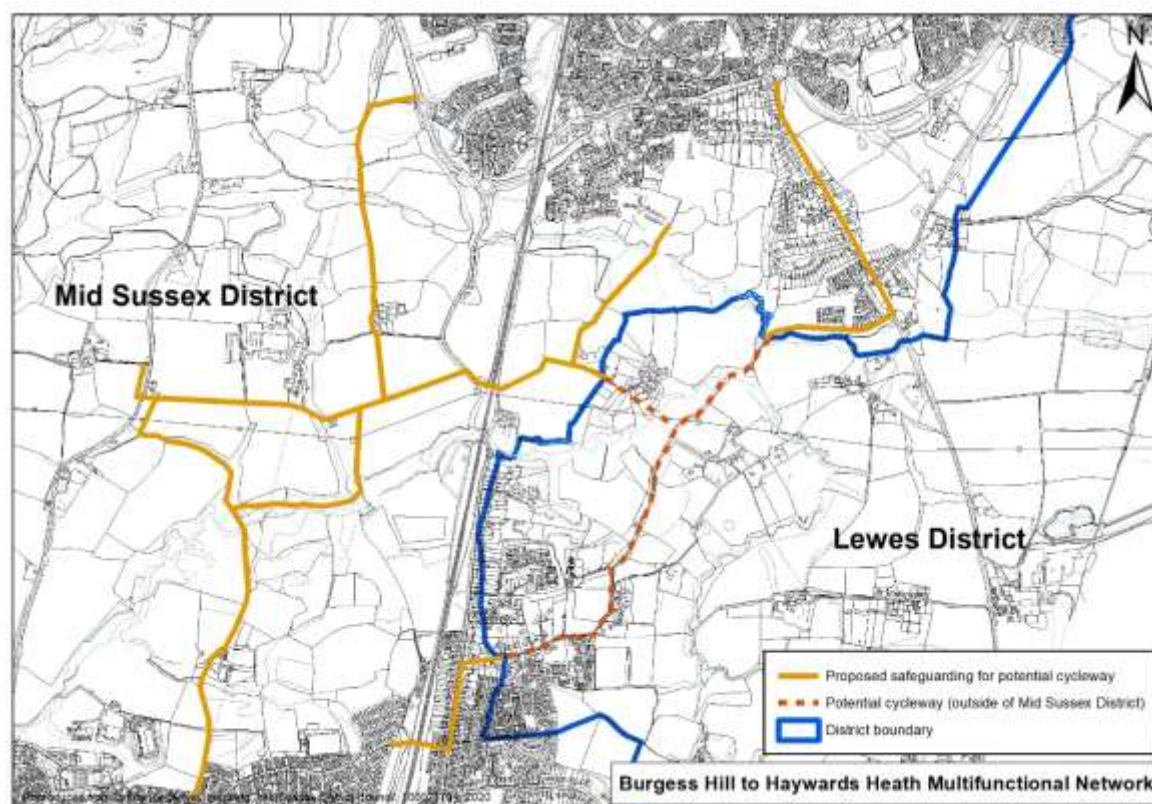 N
Mid Sussex District
Lewes District
Proposed safeguarding for potential cycleway
Potential cycleway (outside of Mid Sussex District)
District boundary
Burgess Hill to Haywards Heath Multifunctional Network